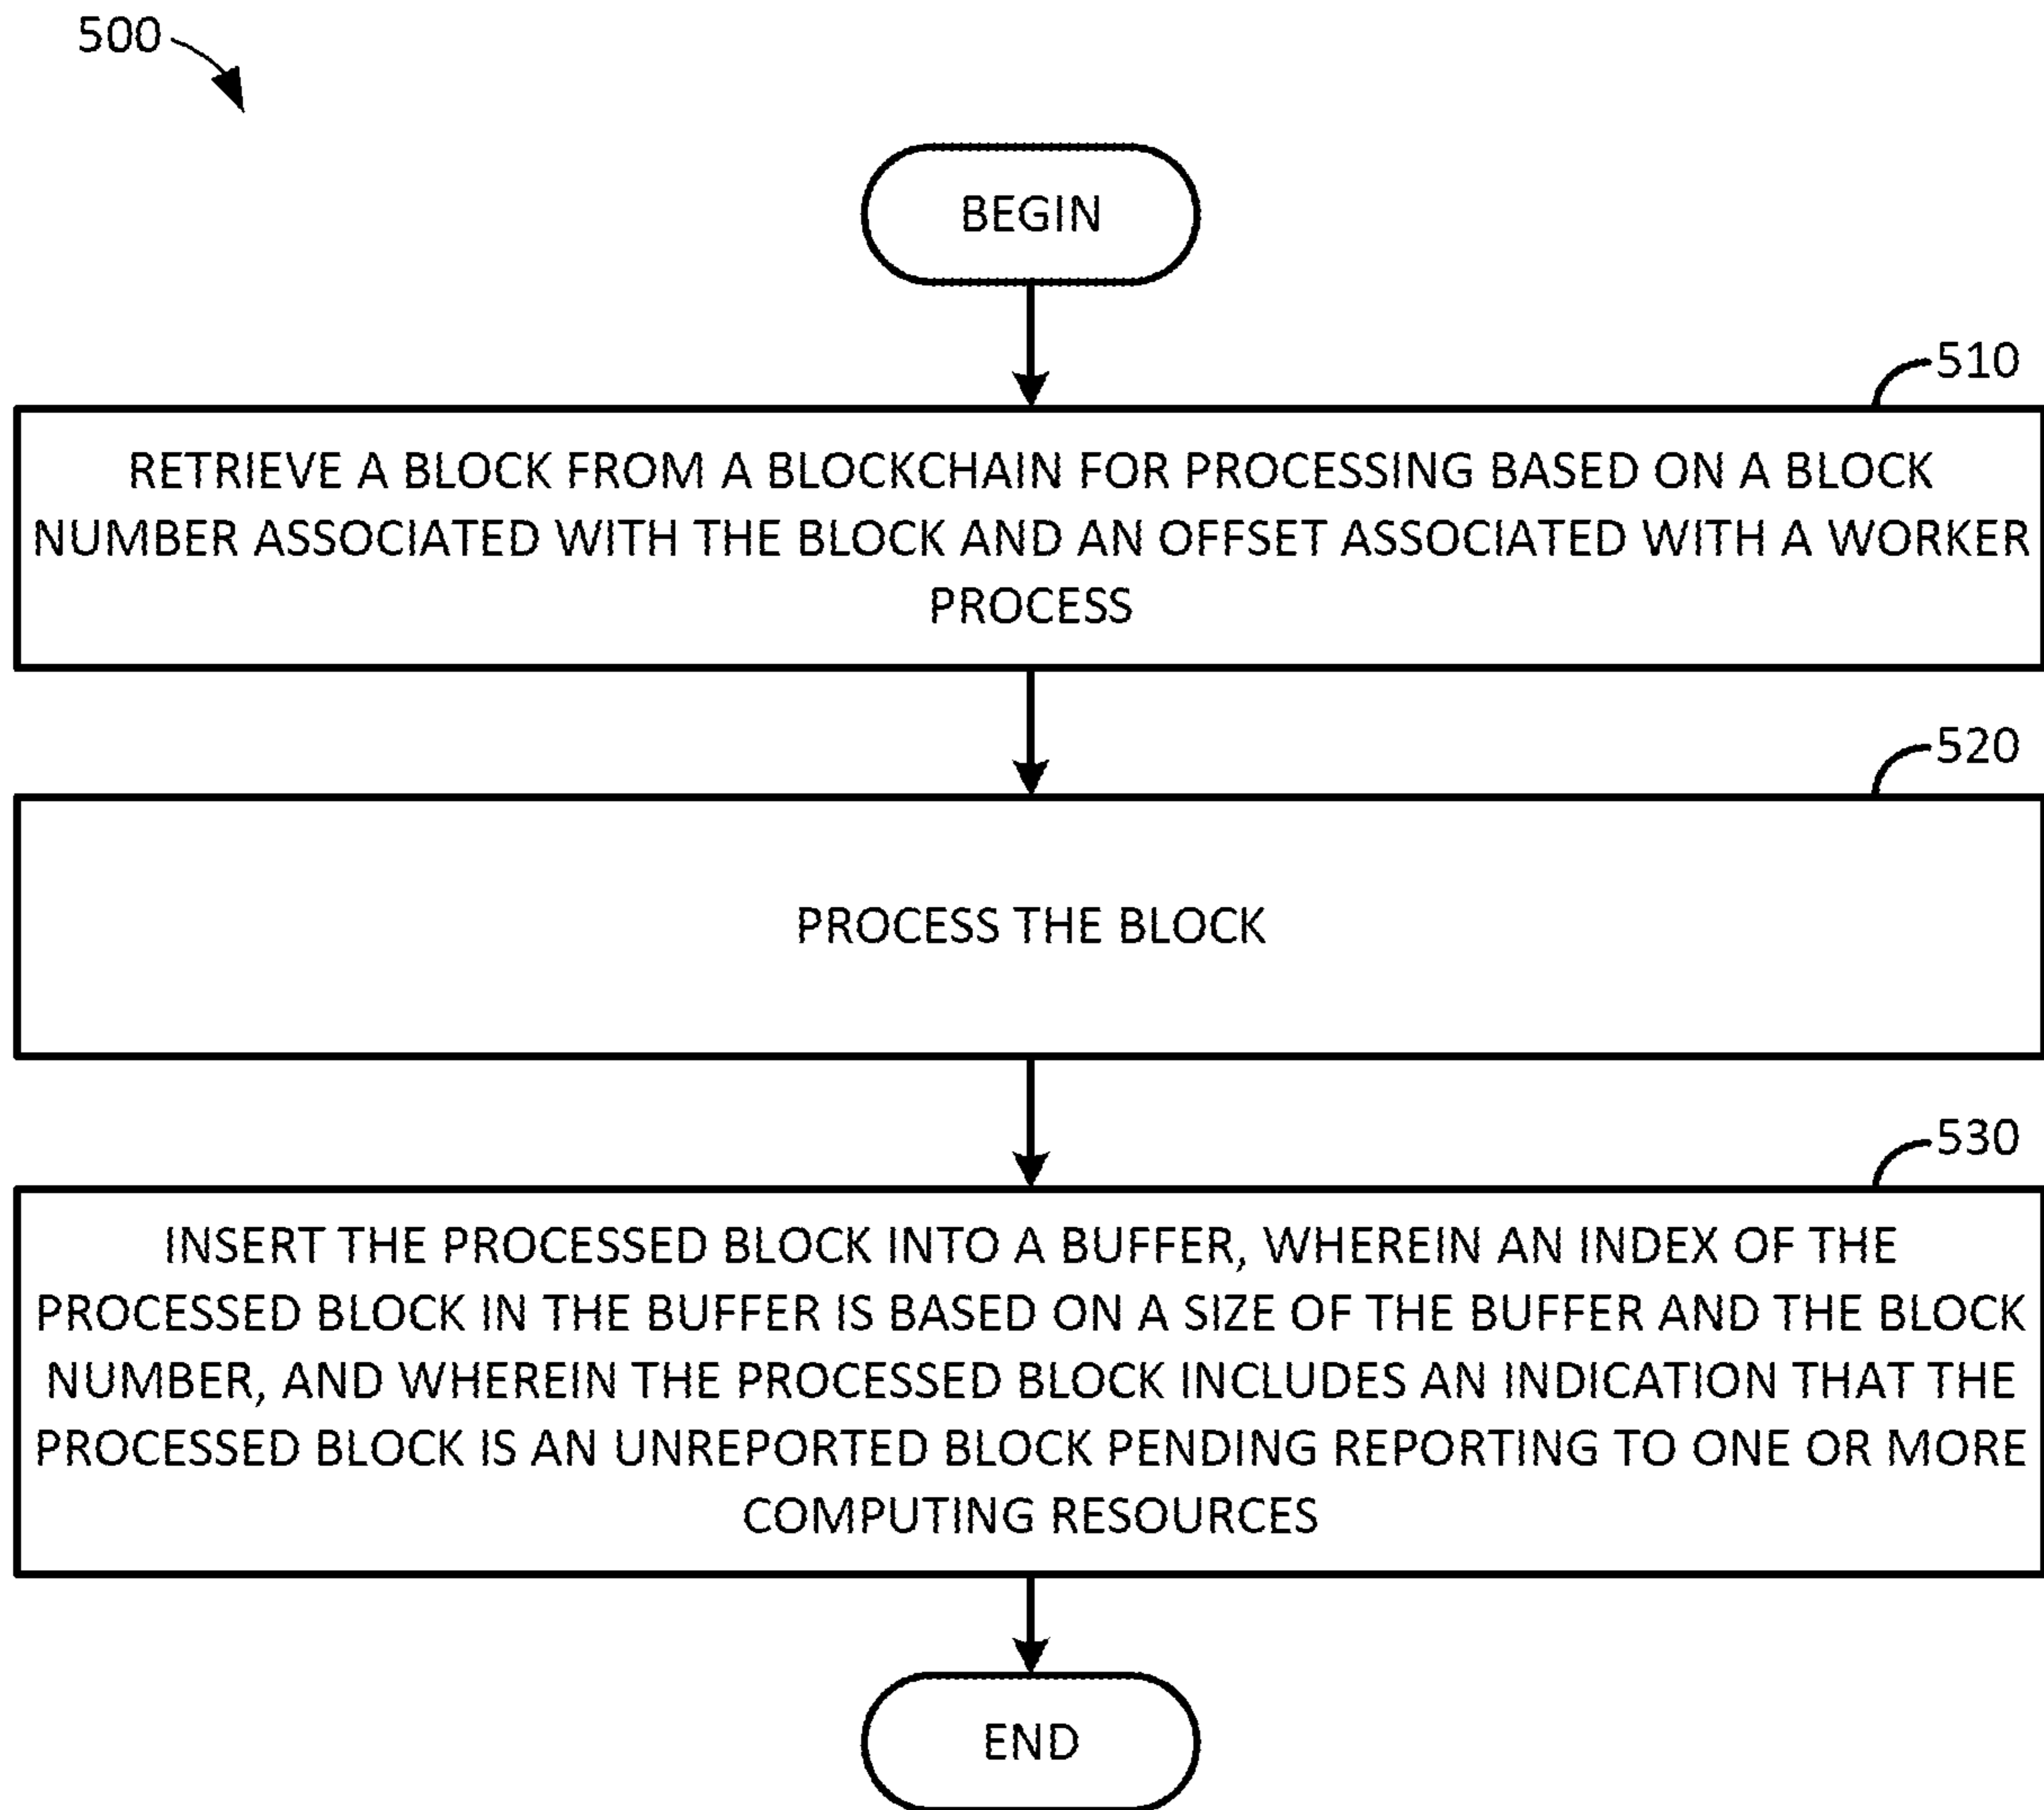 500
BEGIN
510
RETRIEVE A BLOCK FROM A BLOCKCHAIN FOR PROCESSING BASED ON A BLOCK
NUMBER ASSOCIATED WITH THE BLOCK AND AN OFFSET ASSOCIATED WITH A WORKER
PROCESS
520
PROCESS THE BLOCK
530
INSERT THE PROCESSED BLOCK INTO A BUFFER, WHEREIN AN INDEX OF THE
PROCESSED BLOCK IN THE BUFFER IS BASED ON A SIZE OF THE BUFFER AND THE BLOCK
NUMBER, AND WHEREIN THE PROCESSED BLOCK INCLUDES AN INDICATION THAT THE
PROCESSED BLOCK IS AN UNREPORTED BLOCK PENDING REPORTING TO ONE OR MORE
COMPUTING RESOURCES
END